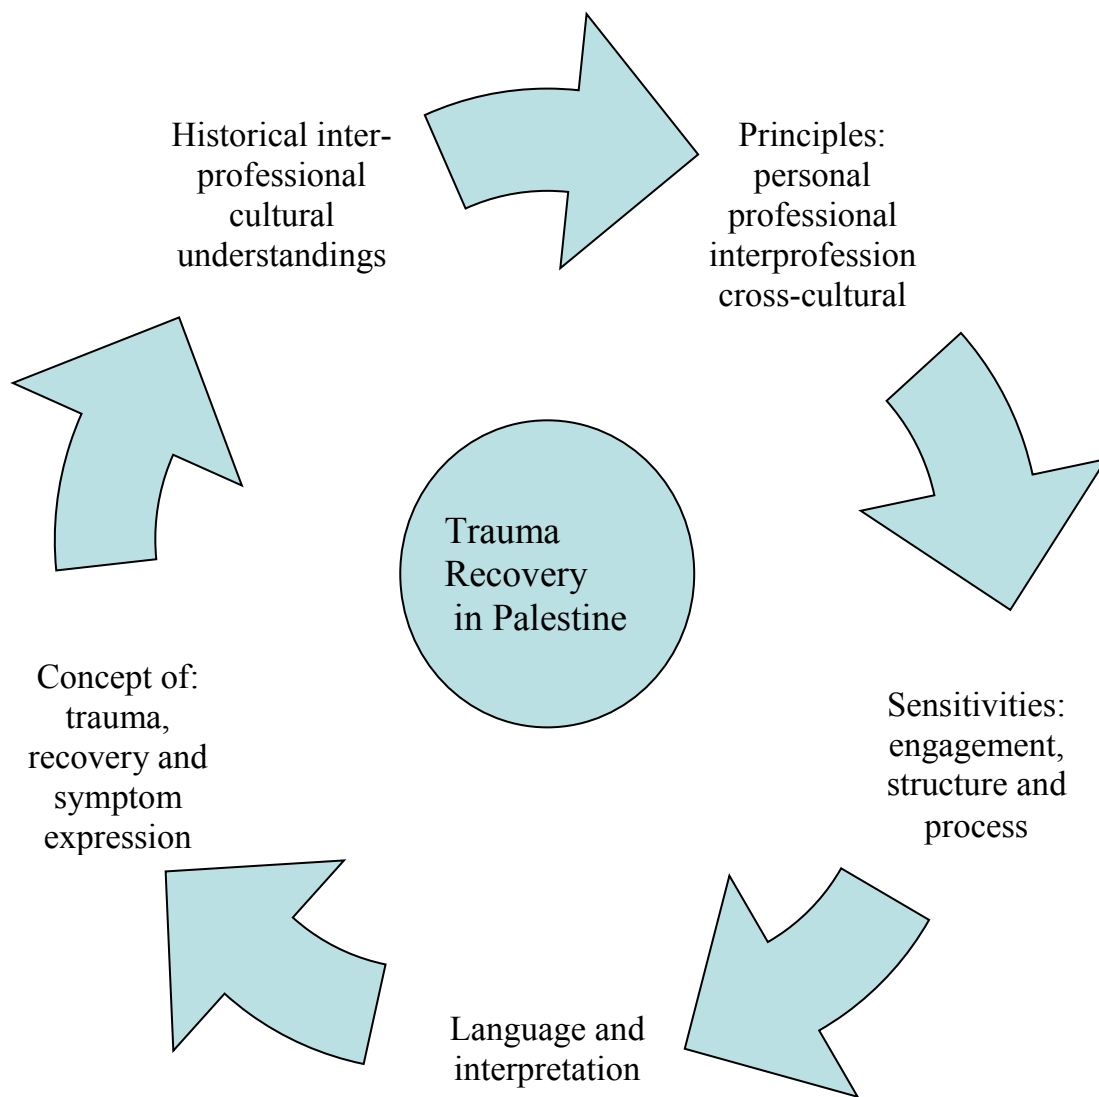 Historical inter-
professional
cultural
understandings
Principles:
personal
professional
interprofession
cross-cultural
Trauma
Recovery
in Palestine
Sensitivities:
engagement,
structure and
process
Language and
interpretation
Concept of:
trauma,
recovery and
symptom
expression